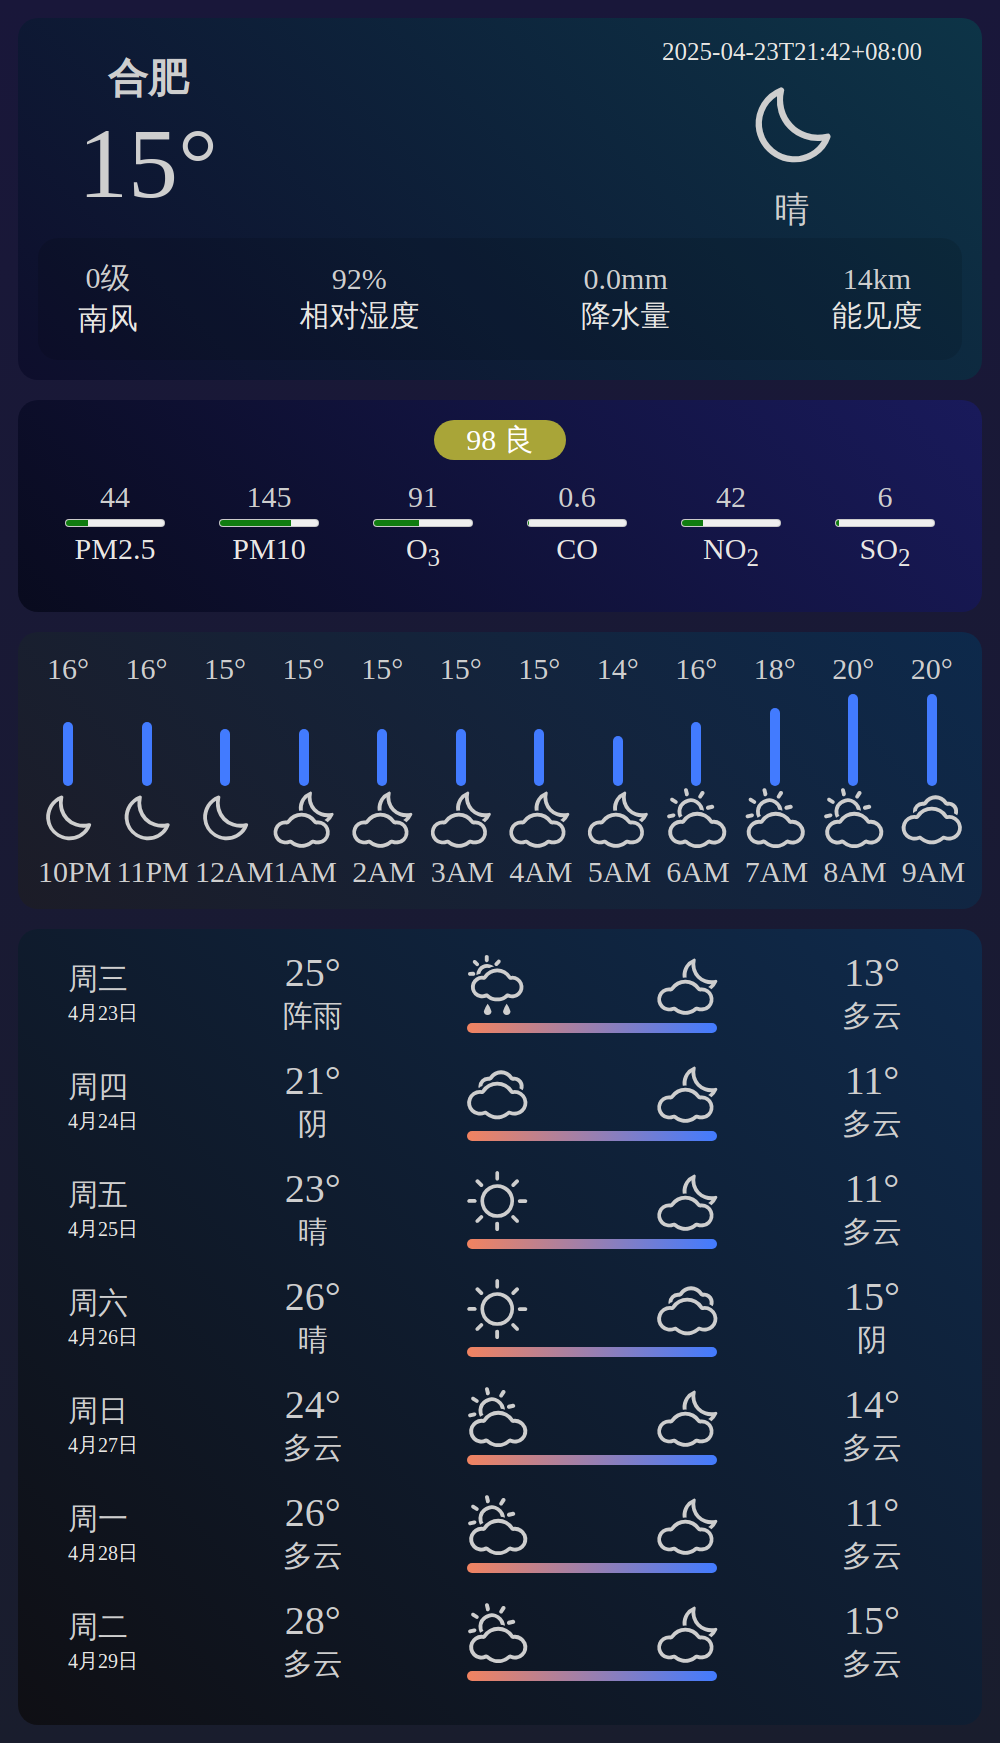 合肥
2025-04-23T21:42+08:00
15°
晴
0级 92% 0.0mm 14km
南风 相对湿度 降水量 能见度
98 良
44 145 91 0.6 42 6
PM2.5 PM10 O3 CO NO2 SO2
16° 16° 15° 15° 15° 15° 15° 14° 16° 18° 20° 20°
10PM 11PM 12AM 1AM 2AM 3AM 4AM 5AM 6AM 7AM 8AM 9AM
周三 25° 13°
4月23日 阵雨 多云
周四 21° 11°
4月24日 阴 多云
周五 23° 11°
4月25日 晴 多云
周六 26° 15°
4月26日 晴 阴
周日 24° 14°
4月27日 多云 多云
周一 26° 11°
4月28日 多云 多云
周二 28° 15°
4月29日 多云 多云